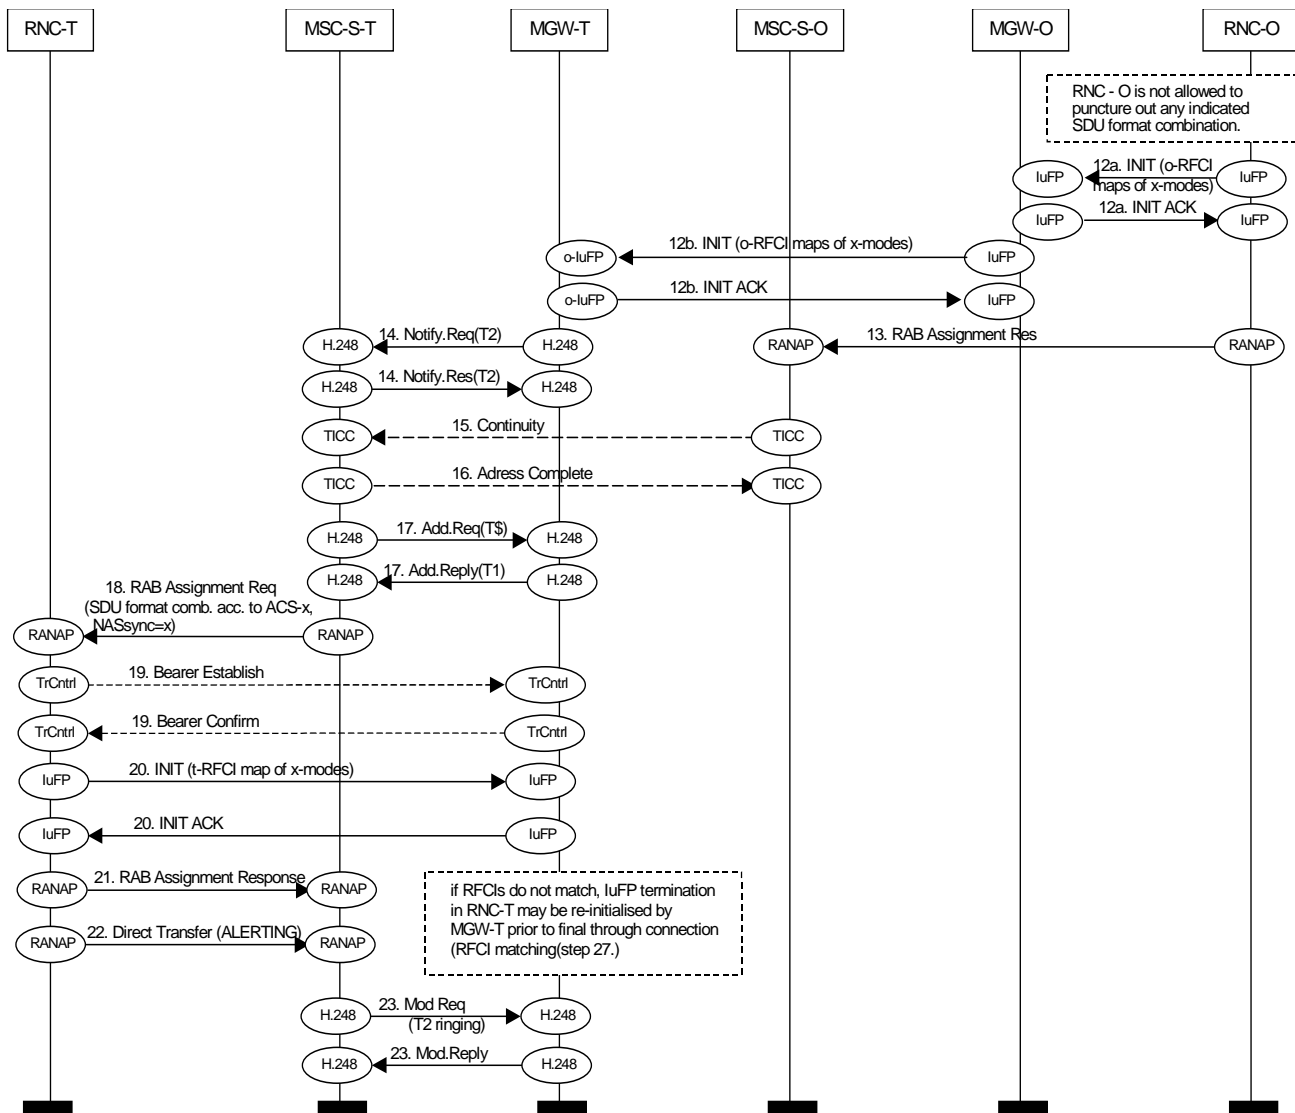 RNC-T
MSC-S-T
MGW-T
MSC-S-O
MGW-O
RNC-O
RNC - O is not allowed to
puncture out any indicated
SDU format combination.
IuFP
12a. INIT (o-RFCI
maps of x-modes)
IuFP
IuFP
12a. INIT ACK
IuFP
o-IuFP
12b. INIT (o-RFCI maps of x-modes)
IuFP
o-IuFP
12b. INIT ACK
IuFP
H.248
14. Notify.Req(T2)
H.248
RANAP
13. RAB Assignment Res
RANAP
H.248
14. Notify.Res(T2)
H.248
TICC
15. Continuity
TICC
TICC
16. Adress Complete
TICC
H.248
17. Add.Req(T$)
H.248
H.248
17. Add.Reply(T1)
H.248
18. RAB Assignment Req
(SDU format comb. acc. to ACS-x,
NASsync=x)
RANAP
RANAP
TrCntrl
19. Bearer Establish
TrCntrl
TrCntrl
19. Bearer Confirm
TrCntrl
IuFP
20. INIT (t-RFCI map of x-modes)
IuFP
IuFP
20. INIT ACK
IuFP
RANAP
21. RAB Assignment Response
RANAP
if RFCIs do not match, IuFP termination
in RNC-T may be re-initialised by
MGW-T prior to final through connection
(RFCI matching(step 27.)
RANAP
22. Direct Transfer (ALERTING)
RANAP
H.248
23. Mod Req
(T2 ringing)
H.248
H.248
23. Mod.Reply
H.248